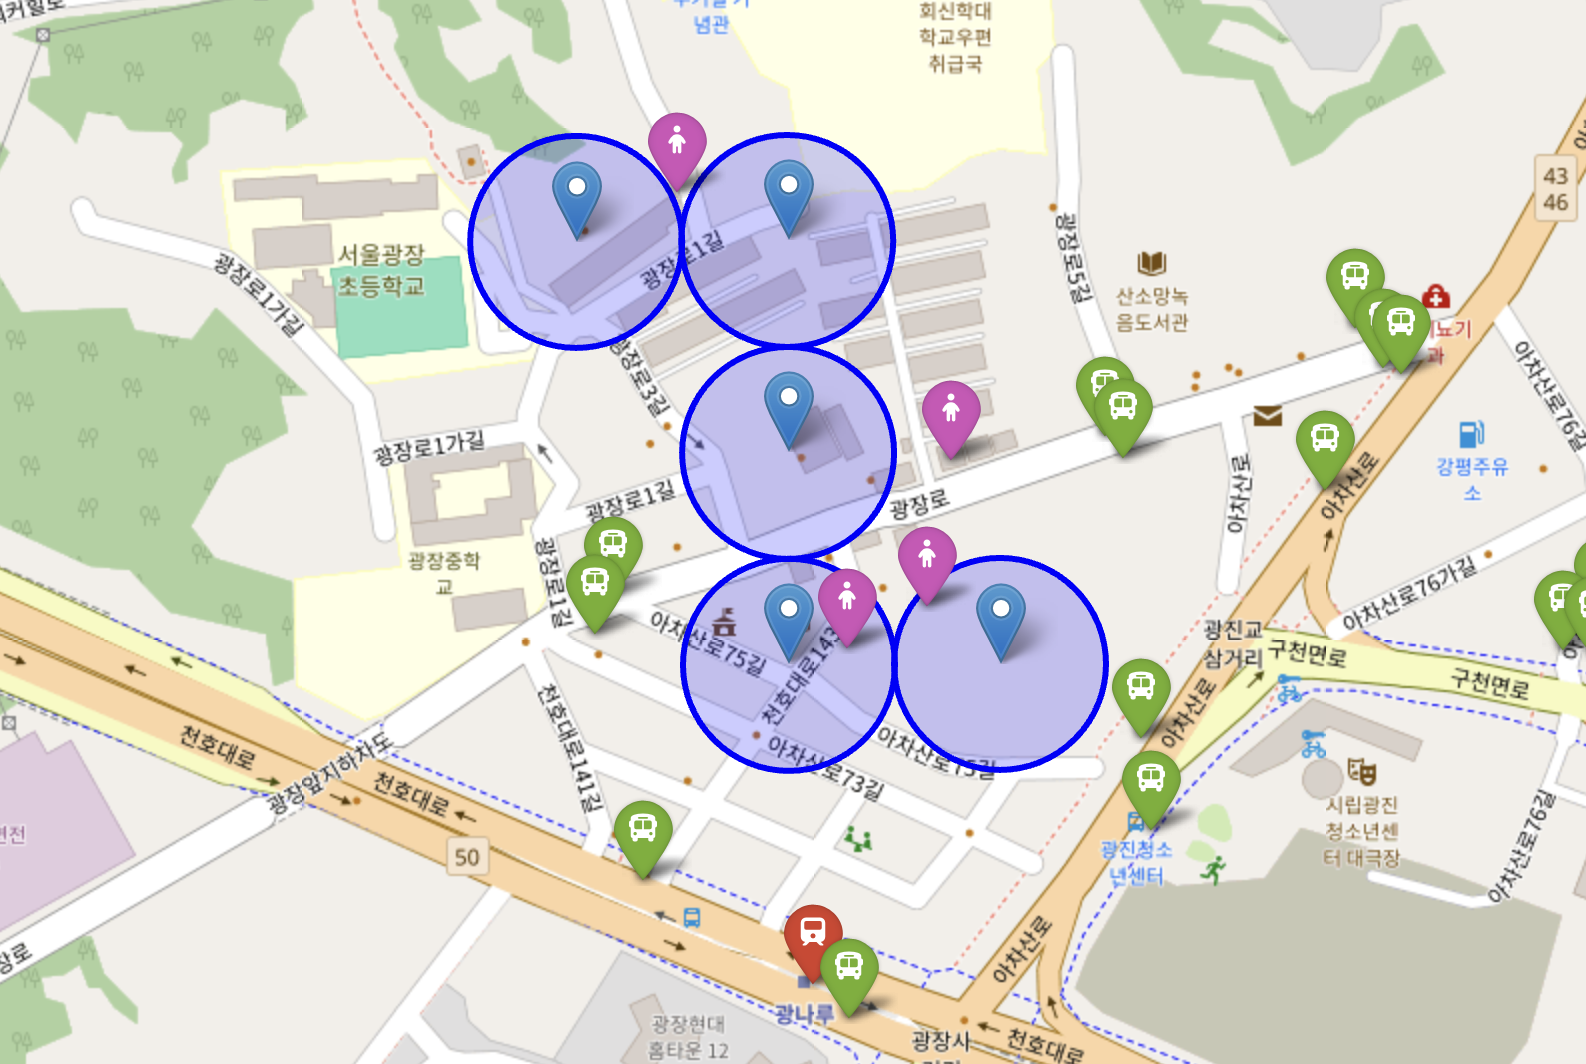 념관
회신학대
학교우편
취급국
43
46
광장로1가길
서울광장
초등학교
광장로1길
광장로5길
산소망녹
음도서관
광장로3길
아차산로76길
광장로1가길
강평주유
소
아차산로
아차산로
광장로1길
광장로
광장중학
교
광장로1길
아차산로76가길
아차산로75길
천호대로143
광진교
삼거리
구천면로
구천면로
아차산로
천호대로
천호대로141길
아차산로73길
아차산로75길
광장앞지하차도
천호대로
50
시립광진
청소년센
터 대극장
아차산로76길
광진청소
년센터
아차산로
광나루
광장현대
홈타운 12
광장사
천호대로